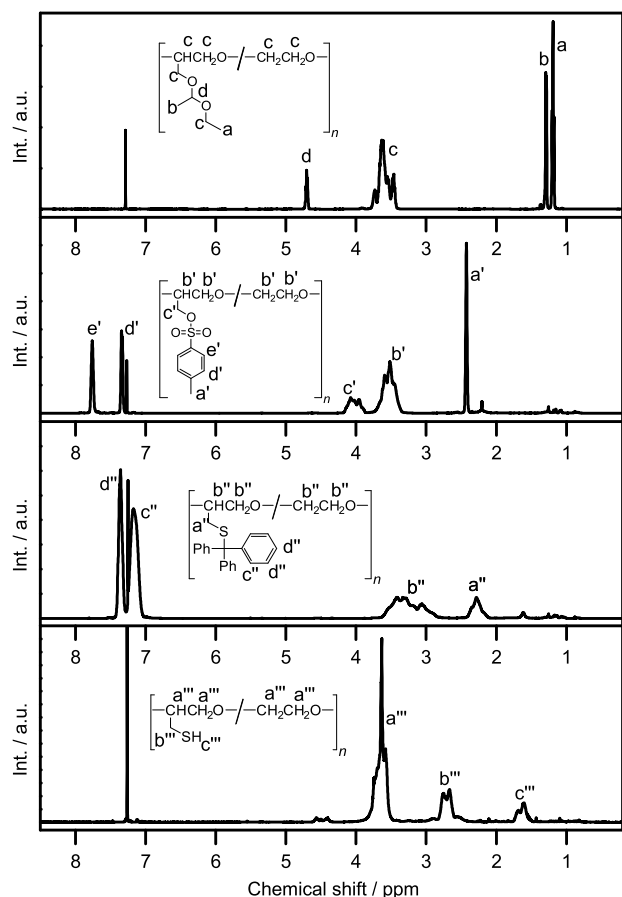 Int. / a.u.
c c c c
—CHCH₂O—/—CH₂CH₂O—
c O
d
b O
c a
n
d
c
b
a
8 7 6 5 4 3 2 1
Int. / a.u.
b' b' b' b'
—CHCH₂O—/—CH₂CH₂O—
c' O
O=S=O
e'
d'
a'
n
e'
d'
c'
b'
a'
8 7 6 5 4 3 2 1
Int. / a.u.
b'' b'' b'' b''
—CHCH₂O—/—CH₂CH₂O—
a'' S
Ph
d''
Ph
c'' d''
n
d''
c''
b''
a''
8 7 6 5 4 3 2 1
Int. / a.u.
a''' a''' a''' a'''
—CHCH₂O—/—CH₂CH₂O—
b''' SH c'''
n
a'''
b'''
c'''
8 7 6 5 4 3 2 1
Chemical shift / ppm